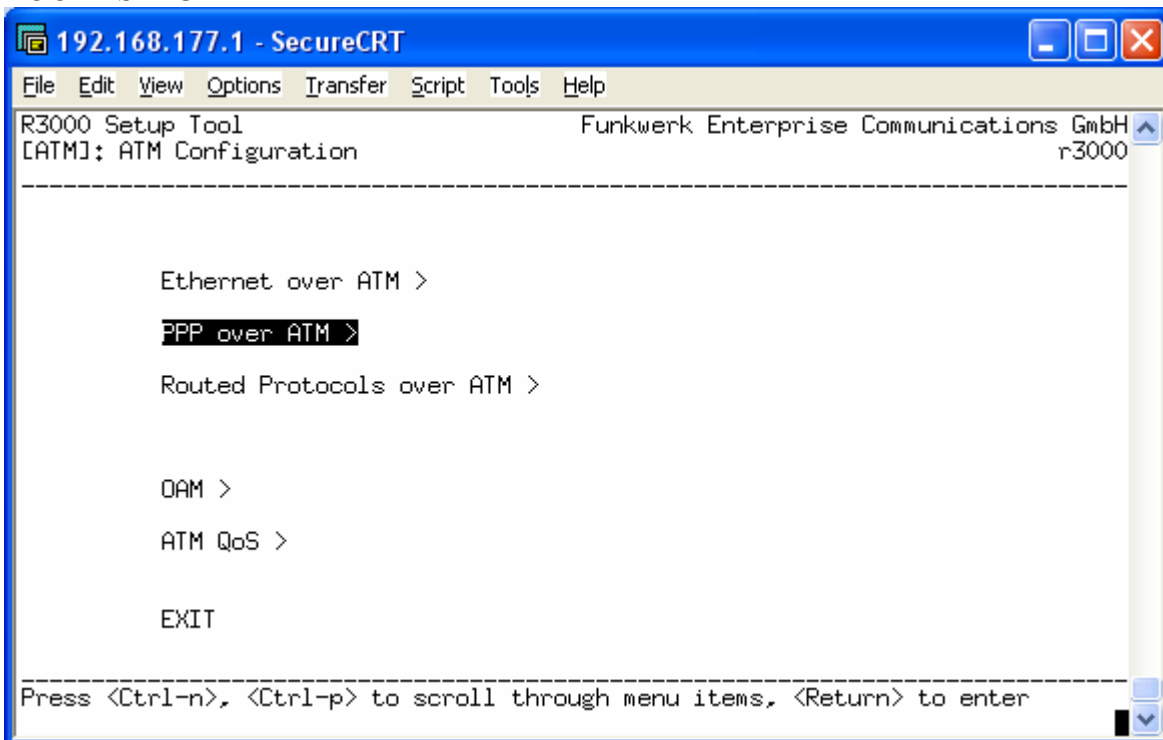 192.168.177.1 - SecureCRT
File Edit View Options Transfer Script Tools Help
R3000 Setup Tool Funkwerk Enterprise Communications GmbH
[ATM]: ATM Configuration r3000
Ethernet over ATM >
PPP over ATM >
Routed Protocols over ATM >
OAM >
ATM QoS >
EXIT
Press <Ctrl-n>, <Ctrl-p> to scroll through menu items, <Return> to enter